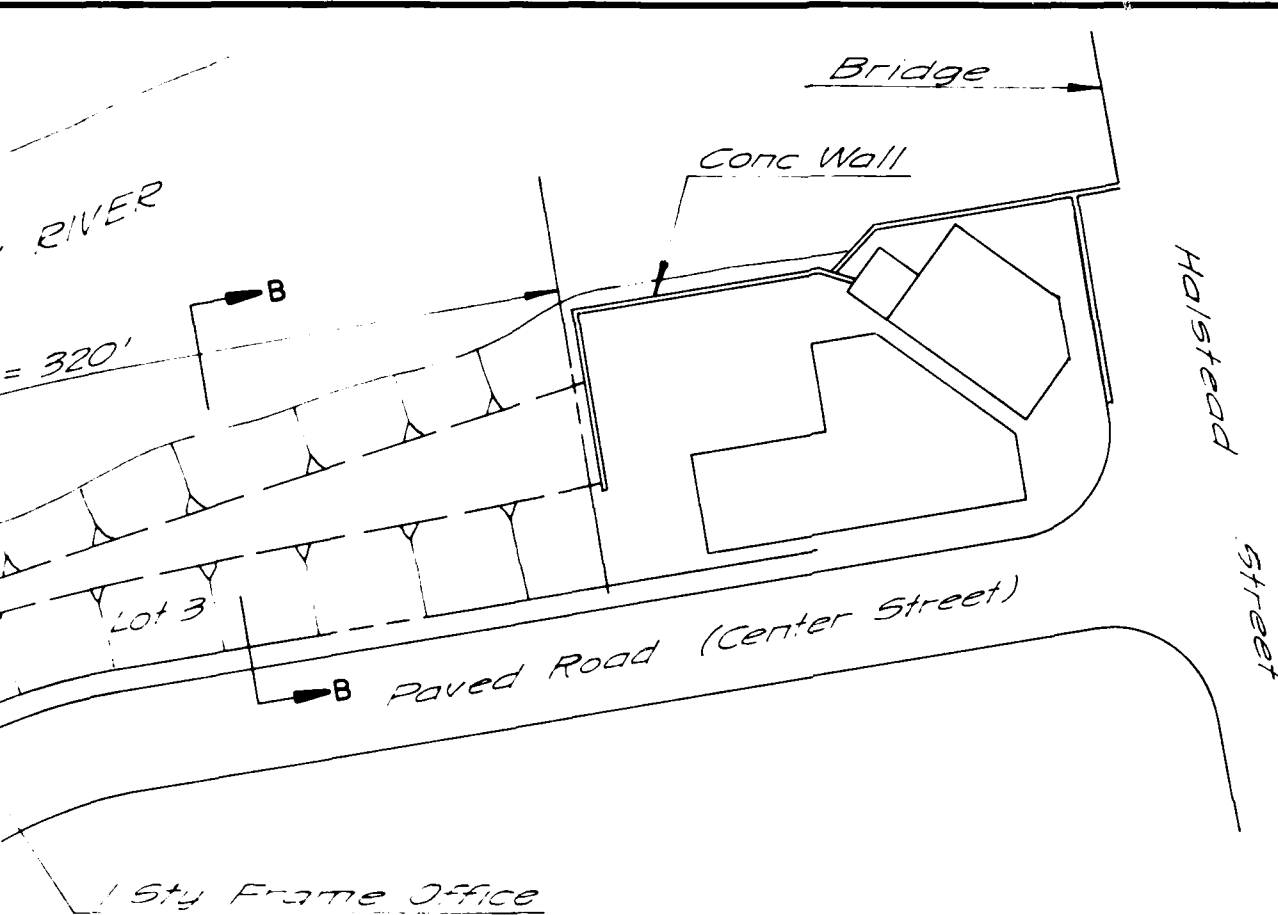 Bridge
Conc Wall
RIVER
B
= 320'
Halstead Street
Lot 3
B
Paved Road (Center Street)
1 Sty Frame Office